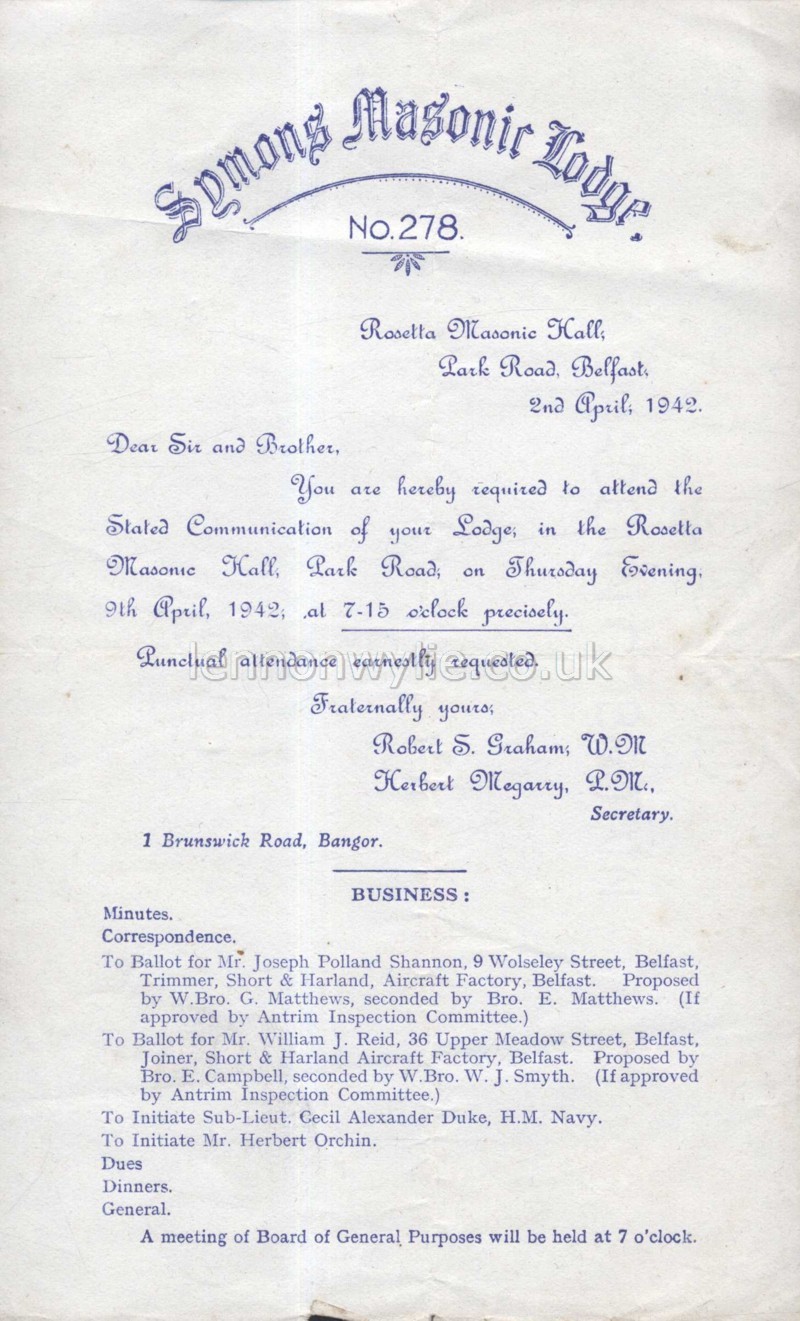 Symons Masonic Lodge.
No. 278.
Rosetta Masonic Hall,
Park Road, Belfast,
2nd April, 1942.
Dear Sir and Brother,
You are hereby required to attend the
Stated Communication of your Lodge, in the Rosetta
Masonic Hall, Park Road, on Thursday Evening,
9th April, 1942, at 7-15 o'clock precisely.
Punctual attendance earnestly requested.
lennonwylie.co.uk
Fraternally yours,
Robert S. Graham, W.M
Herbert Megarry, P.M.,
Secretary.
1 Brunswick Road, Bangor.
BUSINESS :
Minutes.
Correspondence.
To Ballot for Mr. Joseph Polland Shannon, 9 Wolseley Street, Belfast,
Trimmer, Short & Harland, Aircraft Factory, Belfast. Proposed
by W.Bro. G. Matthews, seconded by Bro. E. Matthews. (If
approved by Antrim Inspection Committee.)
To Ballot for Mr. William J. Reid, 36 Upper Meadow Street, Belfast,
Joiner, Short & Harland Aircraft Factory, Belfast. Proposed by
Bro. E. Campbell, seconded by W.Bro. W. J. Smyth. (If approved
by Antrim Inspection Committee.)
To Initiate Sub-Lieut. Cecil Alexander Duke, H.M. Navy.
To Initiate Mr. Herbert Orchin.
Dues
Dinners.
General.
A meeting of Board of General Purposes will be held at 7 o'clock.